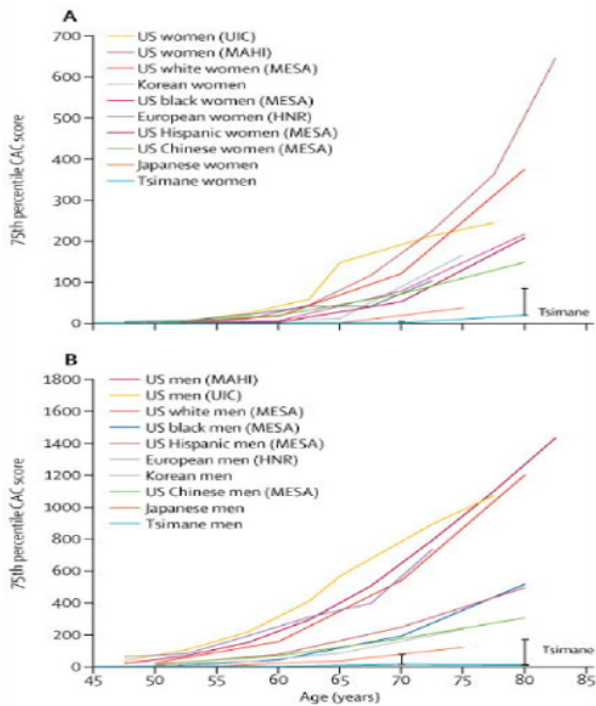 A
700
600
500
400
300
200
100
0
75th percentile CAC score
US women (UIC)
US women (MAHI)
US white women (MESA)
Korean women
US black women (MESA)
European women (HNR)
US Hispanic women (MESA)
US Chinese women (MESA)
Japanese women
Tsimane women
Tsimane
B
1800
1600
1400
1200
1000
800
600
400
200
0
75th percentile CAC score
US men (MAHI)
US men (UIC)
US white men (MESA)
US black men (MESA)
US Hispanic men (MESA)
European men (HNR)
Korean men
US Chinese men (MESA)
Japanese men
Tsimane men
Tsimane
45 50 55 60 65 70 75 80 85
Age (years)